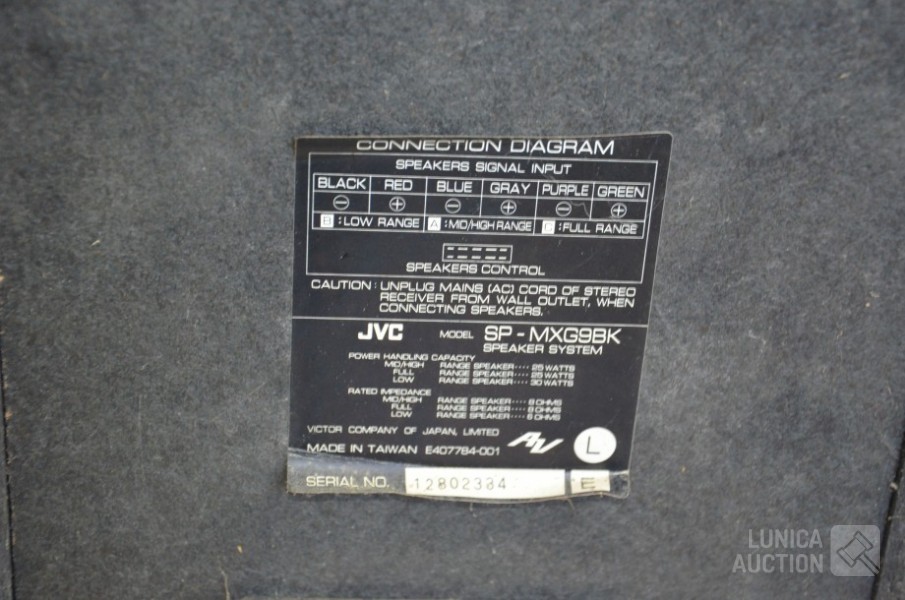 CONNECTION DIAGRAM
SPEAKERS SIGNAL INPUT
BLACK RED BLUE GRAY PURPLE GREEN
⊖ ⊕ ⊖ ⊕ ⊖ ⊕
B :LOW RANGE A :MID/HIGH RANGE C :FULL RANGE
SPEAKERS CONTROL
CAUTION : UNPLUG MAINS (AC) CORD OF STEREO
RECEIVER FROM WALL OUTLET, WHEN
CONNECTING SPEAKERS.
JVC MODEL SP-MXG9BK
SPEAKER SYSTEM
POWER HANDLING CAPACITY
MID/HIGH RANGE SPEAKER···· 25 WATTS
FULL RANGE SPEAKER···· 25 WATTS
LOW RANGE SPEAKER···· 30 WATTS
RATED IMPEDANCE
MID/HIGH RANGE SPEAKER···· 8 OHMS
FULL RANGE SPEAKER···· 8 OHMS
LOW RANGE SPEAKER···· 6 OHMS
VICTOR COMPANY OF JAPAN, LIMITED
MADE IN TAIWAN E407784-001 AV L
SERIAL NO. 12802384 E
LUNICA
AUCTION